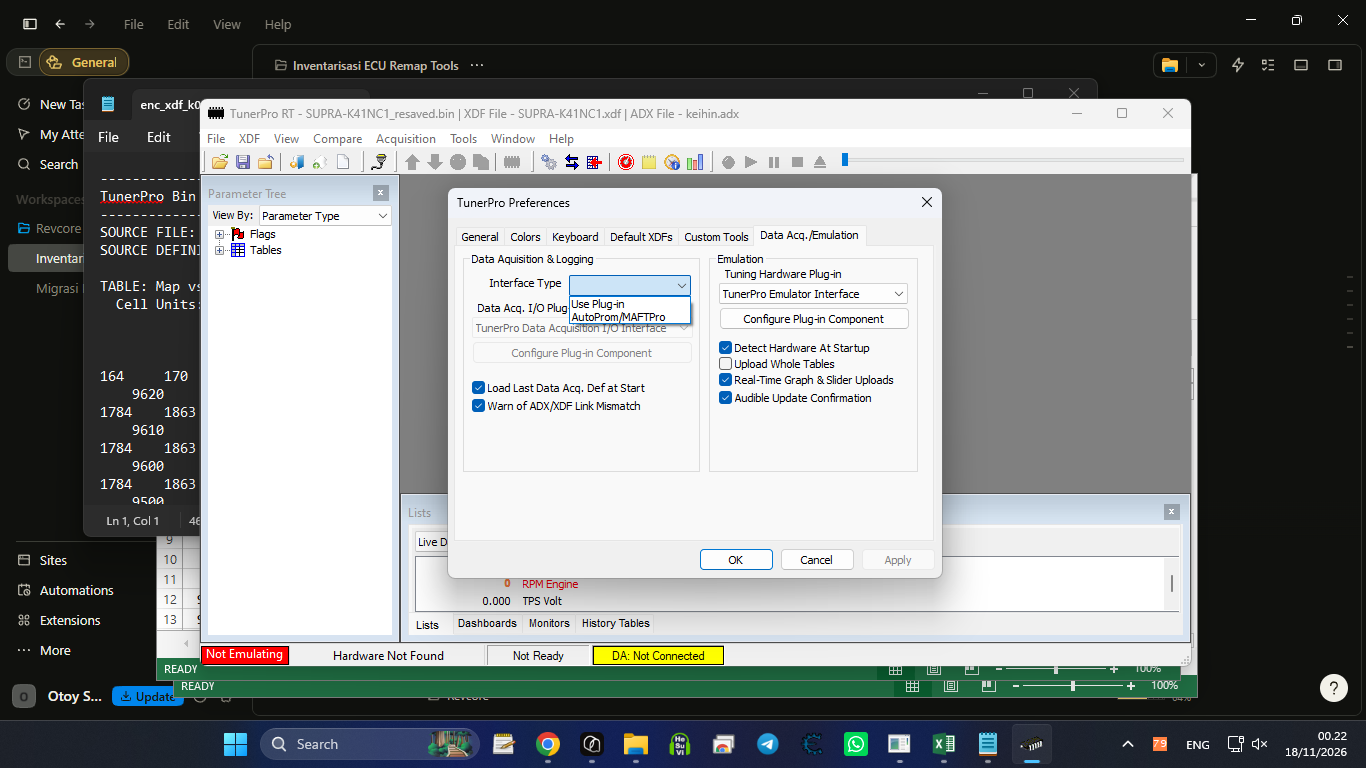 File Edit View Help
General
Inventarisasi ECU Remap Tools ...
New Tas
My Atte
Search
Workspaces
Revcore
Inventar
Migrasi
Sites
Automations
Extensions
More
Otoy S...
Update
enc_xdf_k0
File Edit
TunerPro Bin
SOURCE FILE:
SOURCE DEFINI
TABLE: Map vs
Cell Units:
164 170
9620
1784 1863
9610
1784 1863
9600
1784 1863
9500
Ln 1, Col 1
46
TunerPro RT - SUPRA-K41NC1_resaved.bin | XDF File - SUPRA-K41NC1.xdf | ADX File - keihin.adx
File XDF View Compare Acquisition Tools Window Help
Parameter Tree
View By: Parameter Type
Flags
Tables
TunerPro Preferences
General Colors Keyboard Default XDFs Custom Tools Data Acq./Emulation
Data Aquisition & Logging
Interface Type
Use Plug-in
AutoProm/MAFTPro
Data Acq. I/O Plug-
TunerPro Data Acquisition I/O Interface
Configure Plug-in Component
Load Last Data Acq. Def at Start
Warn of ADX/XDF Link Mismatch
Emulation
Tuning Hardware Plug-in
TunerPro Emulator Interface
Configure Plug-in Component
Detect Hardware At Startup
Upload Whole Tables
Real-Time Graph & Slider Uploads
Audible Update Confirmation
OK Cancel Apply
Lists
Live D
0 RPM Engine
0.000 TPS Volt
Lists Dashboards Monitors History Tables
Not Emulating Hardware Not Found Not Ready DA: Not Connected
9
10
11
12
13
READY
100%
READY
100%
?
Search
HeSuVi
79
ENG
00.22
18/11/2026